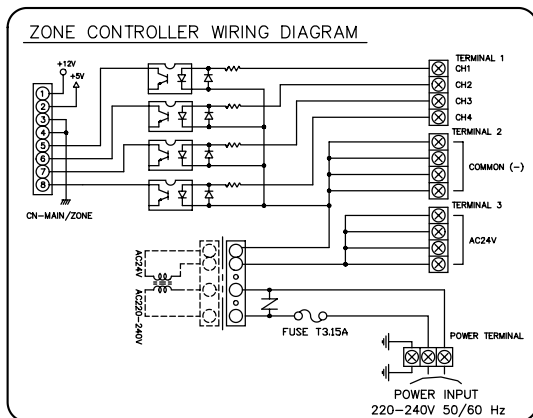 ZONE CONTROLLER WIRING DIAGRAM
+12V
+5V
1
2
3
4
5
6
7
8
CN-MAIN/ZONE
TERMINAL 1
CH1
CH2
CH3
CH4
TERMINAL 2
COMMON (-)
TERMINAL 3
AC24V
AC24V
AC220-240V
FUSE T3.15A
POWER TERMINAL
POWER INPUT
220-240V 50/60 Hz